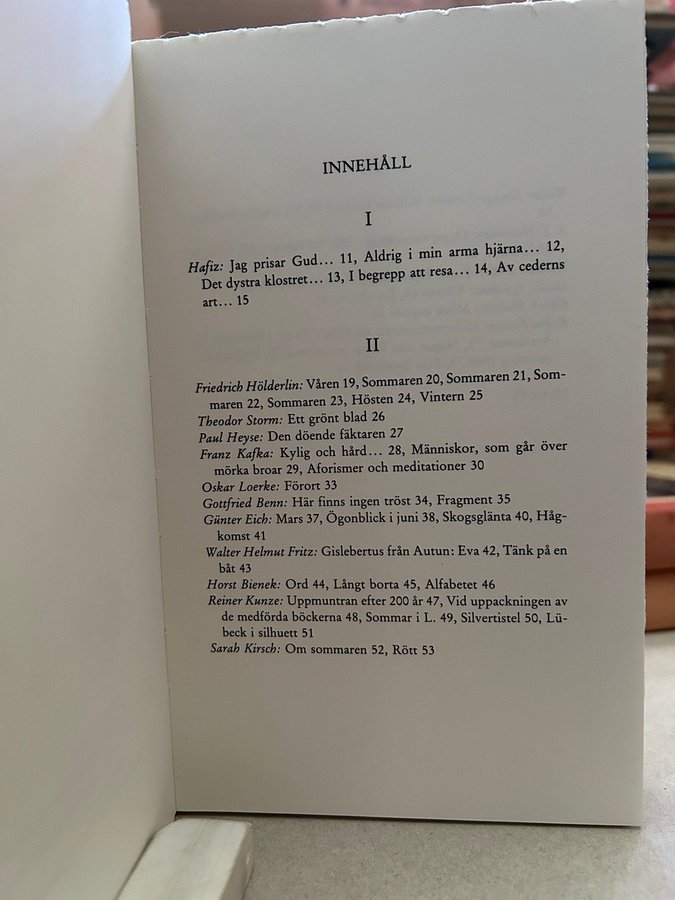 INNEHÅLL
I
Hafiz: Jag prisar Gud... 11, Aldrig i min arma hjärna... 12,
Det dystra klostret... 13, I begrepp att resa... 14, Av cederns
art... 15
II
Friedrich Hölderlin: Våren 19, Sommaren 20, Sommaren 21, Som-
maren 22, Sommaren 23, Hösten 24, Vintern 25
Theodor Storm: Ett grönt blad 26
Paul Heyse: Den döende fäktaren 27
Franz Kafka: Kylig och hård... 28, Människor, som går över
mörka broar 29, Aforismer och meditationer 30
Oskar Loerke: Förort 33
Gottfried Benn: Här finns ingen tröst 34, Fragment 35
Günter Eich: Mars 37, Ögonblick i juni 38, Skogsglänta 40, Håg-
komst 41
Walter Helmut Fritz: Gislebertus från Autun: Eva 42, Tänk på en
båt 43
Horst Bienek: Ord 44, Långt borta 45, Alfabetet 46
Reiner Kunze: Uppmuntran efter 200 år 47, Vid uppackningen av
de medförda böckerna 48, Sommar i L. 49, Silvertistel 50, Lü-
beck i silhuett 51
Sarah Kirsch: Om sommaren 52, Rött 53